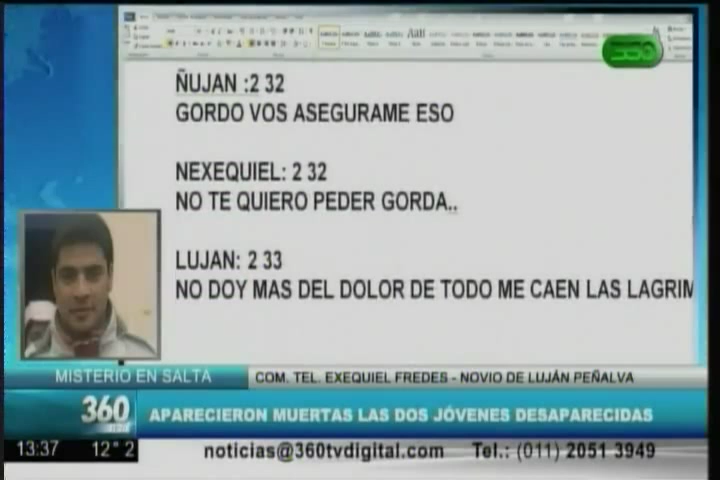 360
ÑUJAN :2 32
GORDO VOS ASEGURAME ESO
NEXEQUIEL: 2 32
NO TE QUIERO PEDER GORDA..
LUJAN: 2 33
NO DOY MAS DEL DOLOR DE TODO ME CAEN LAS LAGRIM
MISTERIO EN SALTA
COM. TEL. EXEQUIEL FREDES - NOVIO DE LUJÁN PEÑALVA
360
APARECIERON MUERTAS LAS DOS JÓVENES DESAPARECIDAS
13:37 12° 2
noticias@360tvdigital.com Tel.: (011) 2051 3949